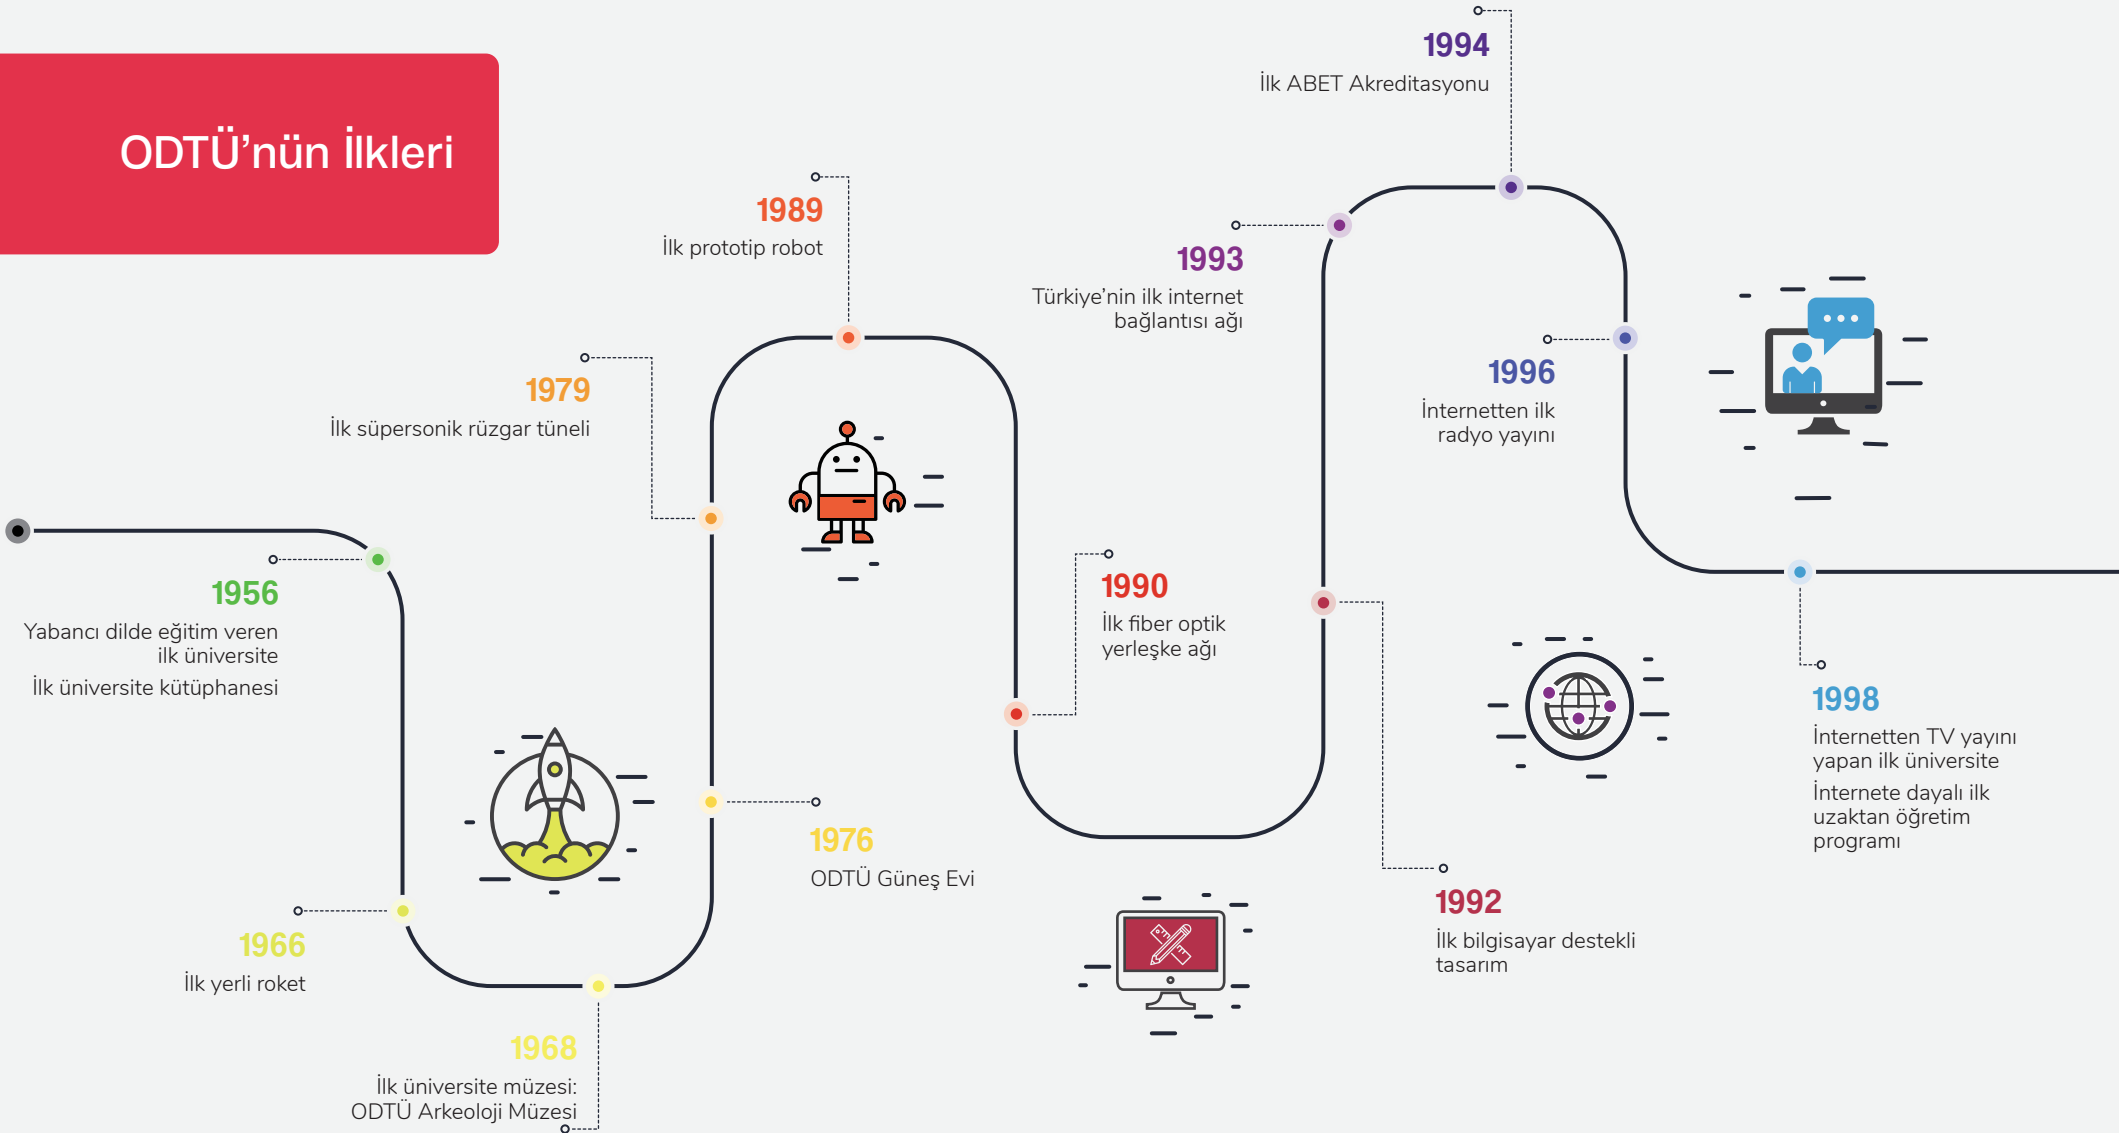 ODTÜ’nün İlkleri
1956
Yabancı dilde eğitim veren
ilk üniversite
İlk üniversite kütüphanesi
1966
İlk yerli roket
1968
İlk üniversite müzesi:
ODTÜ Arkeoloji Müzesi
1976
ODTÜ Güneş Evi
1979
İlk süpersonik rüzgar tüneli
1989
İlk prototip robot
1990
İlk fiber optik
yerleşke ağı
1992
İlk bilgisayar destekli
tasarım
1993
Türkiye’nin ilk internet
bağlantısı ağı
1994
İlk ABET Akreditasyonu
1996
İnternetten ilk
radyo yayını
1998
İnternetten TV yayını
yapan ilk üniversite
İnternete dayalı ilk
uzaktan öğretim
programı